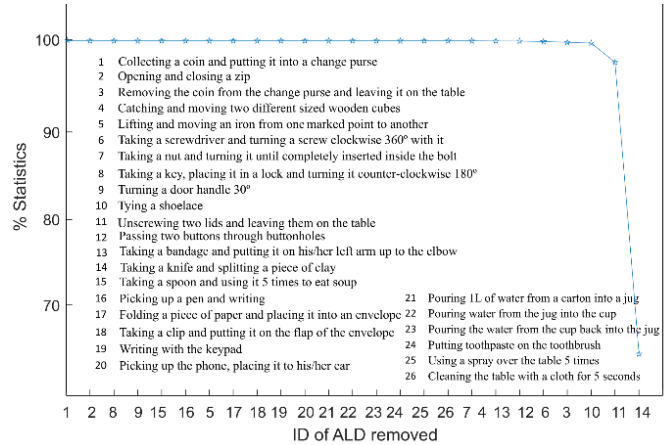 100
90
80
70
% Statistics
1 Collecting a coin and putting it into a change purse
2 Opening and closing a zip
3 Removing the coin from the change purse and leaving it on the table
4 Catching and moving two different sized wooden cubes
5 Lifting and moving an iron from one marked point to another
6 Taking a screwdriver and turning a screw clockwise 360º with it
7 Taking a nut and turning it until completely inserted inside the bolt
8 Taking a key, placing it in a lock and turning it counter-clockwise 180º
9 Turning a door handle 30º
10 Tying a shoelace
11 Unscrewing two lids and leaving them on the table
12 Passing two buttons through buttonholes
13 Taking a bandage and putting it on his/her left arm up to the elbow
14 Taking a knife and splitting a piece of clay
15 Taking a spoon and using it 5 times to eat soup
16 Picking up a pen and writing
17 Folding a piece of paper and placing it into an envelope
18 Taking a clip and putting it on the flap of the envelope
19 Writing with the keypad
20 Picking up the phone, placing it to his/her ear
21 Pouring 1L of water from a carton into a jug
22 Pouring water from the jug into the cup
23 Pouring the water from the cup back into the jug
24 Putting toothpaste on the toothbrush
25 Using a spray over the table 5 times
26 Cleaning the table with a cloth for 5 seconds
1 2 8 9 15 16 5 17 18 19 20 21 22 23 24 25 26 7 4 13 12 6 3 10 11 14
ID of ALD removed